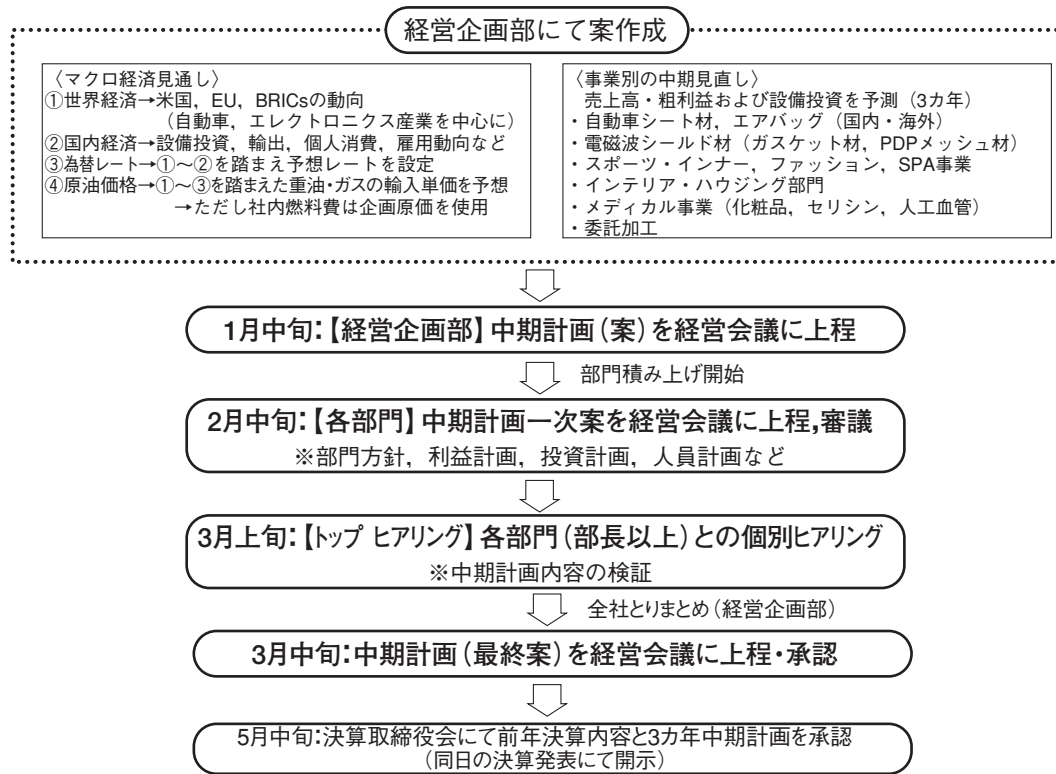 経営企画部にて案作成
〈マクロ経済見通し〉
①世界経済→米国，EU，BRICsの動向
（自動車，エレクトロニクス産業を中心に）
②国内経済→設備投資，輸出，個人消費，雇用動向など
③為替レート→①～②を踏まえ予想レートを設定
④原油価格→①～③を踏まえた重油・ガスの輸入単価を予想
→ただし社内燃料費は企画原価を使用
〈事業別の中期見直し〉
売上高・粗利益および設備投資を予測（3カ年）
・自動車シート材，エアバッグ（国内・海外）
・電磁波シールド材（ガスケット材，PDPメッシュ材）
・スポーツ・インナー，ファッション，SPA事業
・インテリア・ハウジング部門
・メディカル事業（化粧品，セリシン，人工血管）
・委託加工
1月中旬：【経営企画部】中期計画（案）を経営会議に上程
部門積み上げ開始
2月中旬：【各部門】中期計画一次案を経営会議に上程，審議
※部門方針，利益計画，投資計画，人員計画など
3月上旬：【トップ ヒアリング】各部門（部長以上）との個別ヒアリング
※中期計画内容の検証
全社とりまとめ（経営企画部）
3月中旬：中期計画（最終案）を経営会議に上程・承認
5月中旬：決算取締役会にて前年決算内容と3カ年中期計画を承認
（同日の決算発表にて開示）